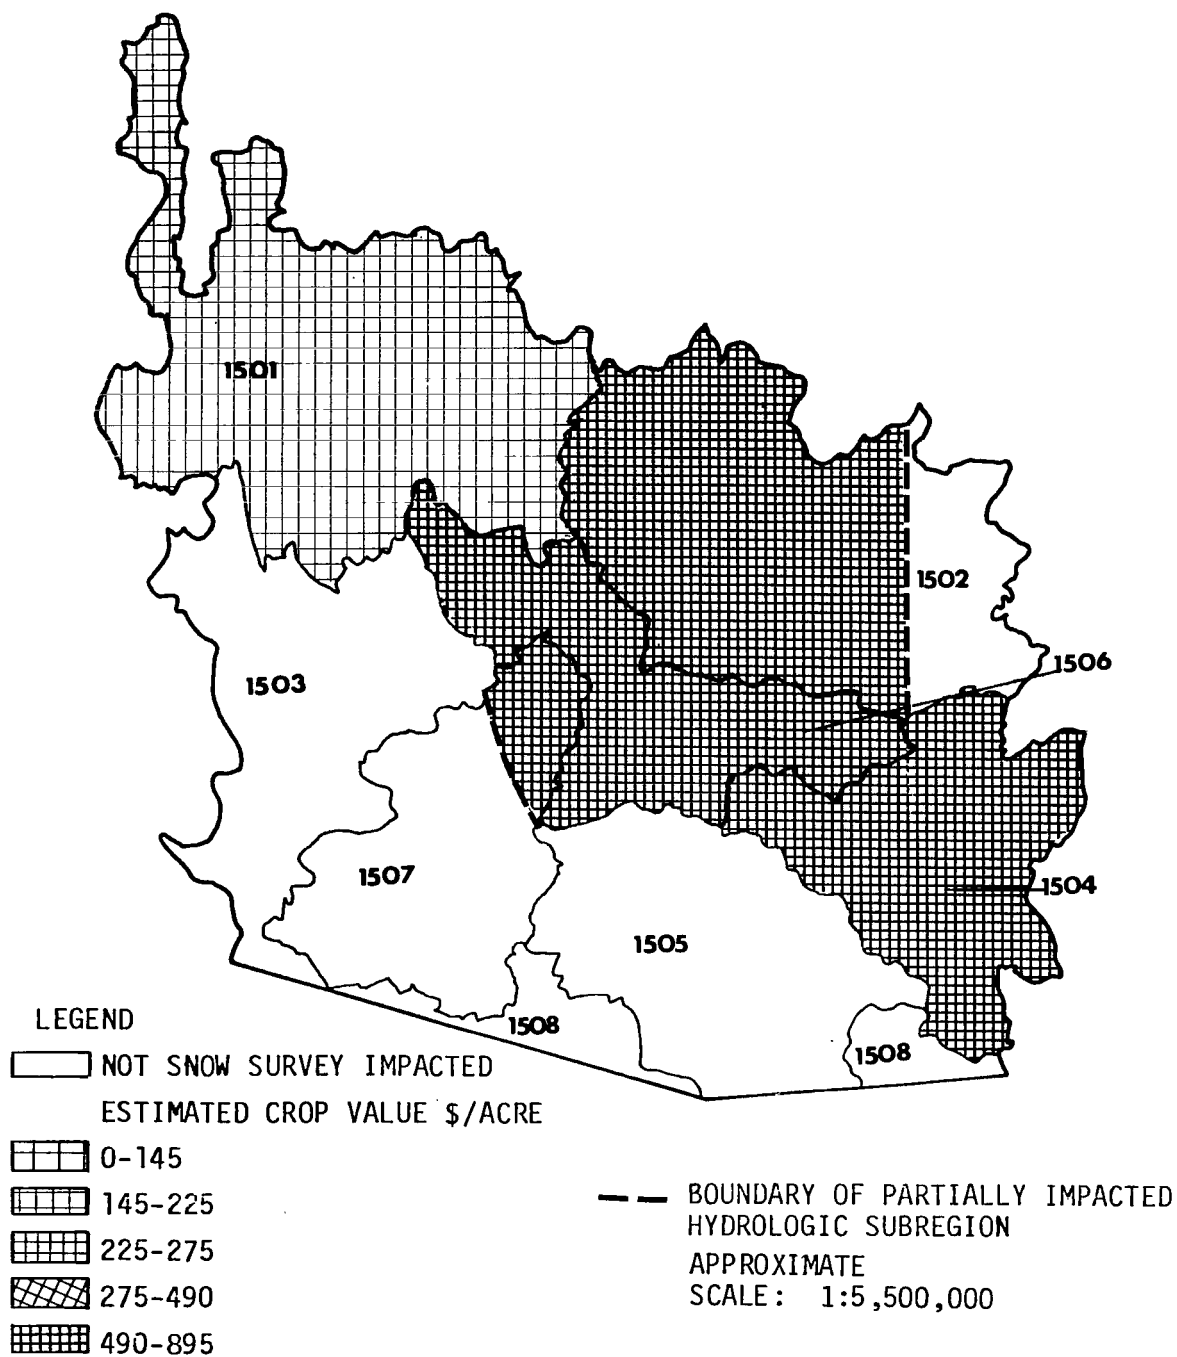 1501
1502
1506
1503
1504
1507
1505
1508
1508
LEGEND
NOT SNOW SURVEY IMPACTED
ESTIMATED CROP VALUE $/ACRE
0-145
145-225
225-275
275-490
490-895
BOUNDARY OF PARTIALLY IMPACTED
HYDROLOGIC SUBREGION
APPROXIMATE
SCALE: 1:5,500,000